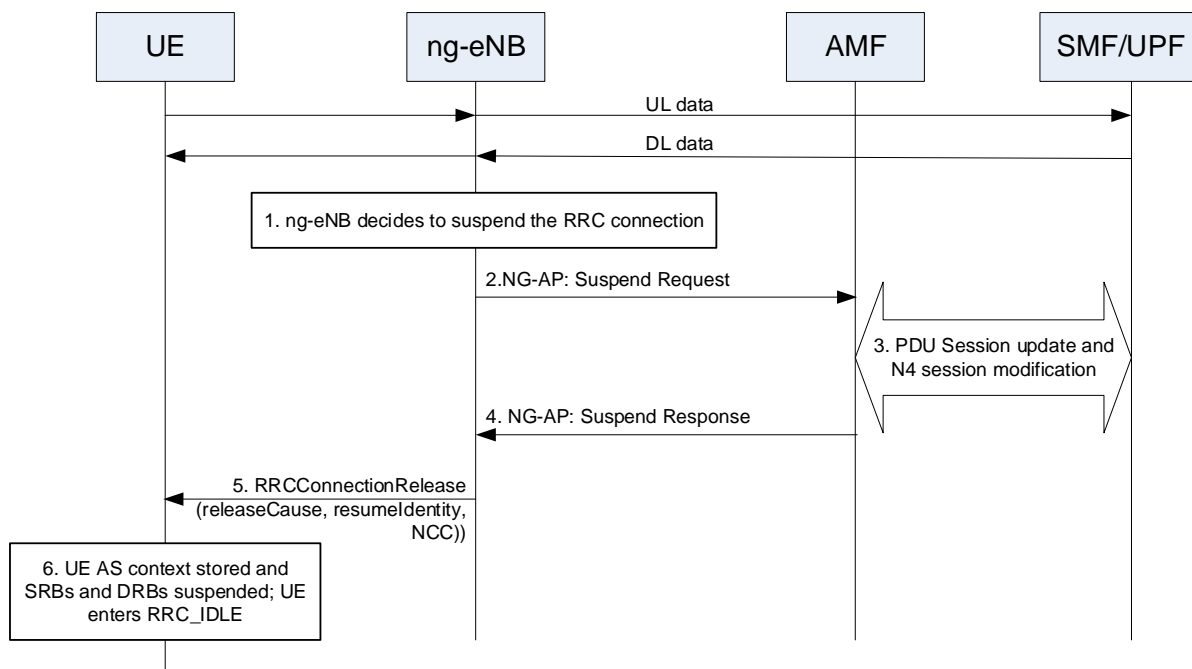 UE
ng-eNB
AMF
SMF/UPF
UL data
DL data
1. ng-eNB decides to suspend the RRC connection
2.NG-AP: Suspend Request
3. PDU Session update and
N4 session modification
4. NG-AP: Suspend Response
5. RRCConnectionRelease
(releaseCause, resumeIdentity,
NCC))
6. UE AS context stored and
SRBs and DRBs suspended; UE
enters RRC_IDLE